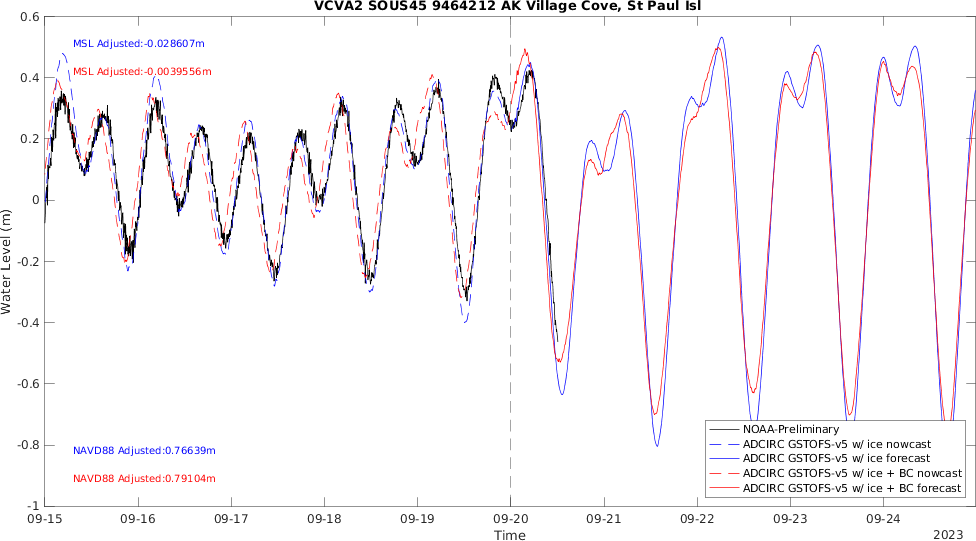 VCVA2 SOUS45 9464212 AK Village Cove, St Paul Isl
0.6
0.4
0.2
0
-0.2
-0.4
-0.6
-0.8
-1
Water Level (m)
MSL Adjusted:-0.028607m
MSL Adjusted:-0.0039556m
NAVD88 Adjusted:0.76639m
NAVD88 Adjusted:0.79104m
NOAA-Preliminary
ADCIRC GSTOFS-v5 w/ ice nowcast
ADCIRC GSTOFS-v5 w/ ice forecast
ADCIRC GSTOFS-v5 w/ ice + BC nowcast
ADCIRC GSTOFS-v5 w/ ice + BC forecast
09-15 09-16 09-17 09-18 09-19 09-20 09-21 09-22 09-23 09-24
Time
2023